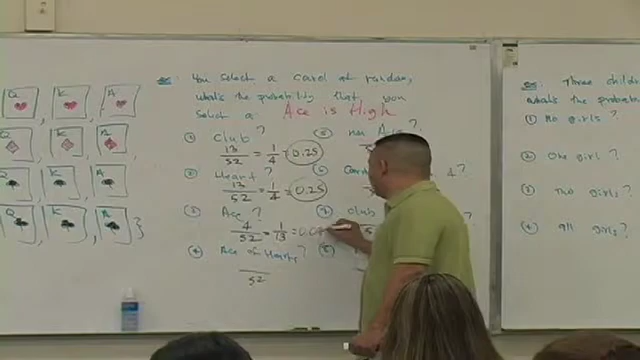 Q K A
Q K A
Q K A
Q K A }
ex: You select a card at random,
what's the probability that you
select a Ace is High
① Club?
13/52 = 1/4 = 0.25
② Heart?
13/52 = 1/4 = 0.25
③ Ace?
4/52 = 1/13 = 0.0
④ Ace of Hearts?
52
⑤ non Ace?
4?
⑦ club
⑧
ex: Three child
what's the probab
① No girls?
② One girl?
③ Two girls?
④ all girls?